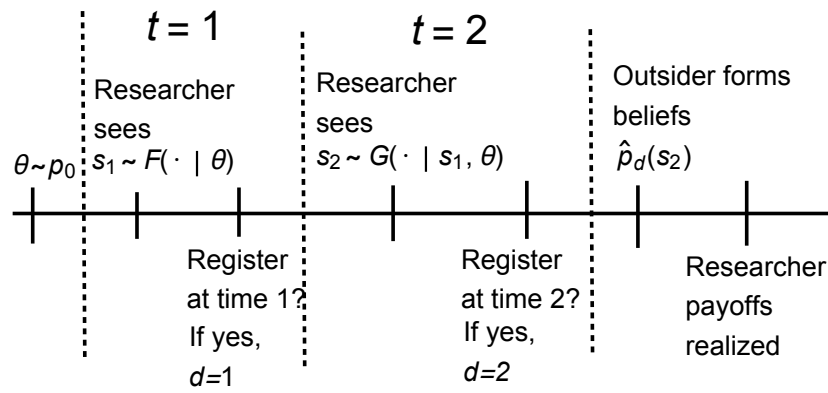 t = 1
t = 2
Researcher
sees
s₁ ~ F( · | θ)
Researcher
sees
s₂ ~ G( · | s₁, θ)
Outsider forms
beliefs
p̂_d(s₂)
θ~p₀
Register
at time 1?
If yes,
d=1
Register
at time 2?
If yes,
d=2
Researcher
payoffs
realized